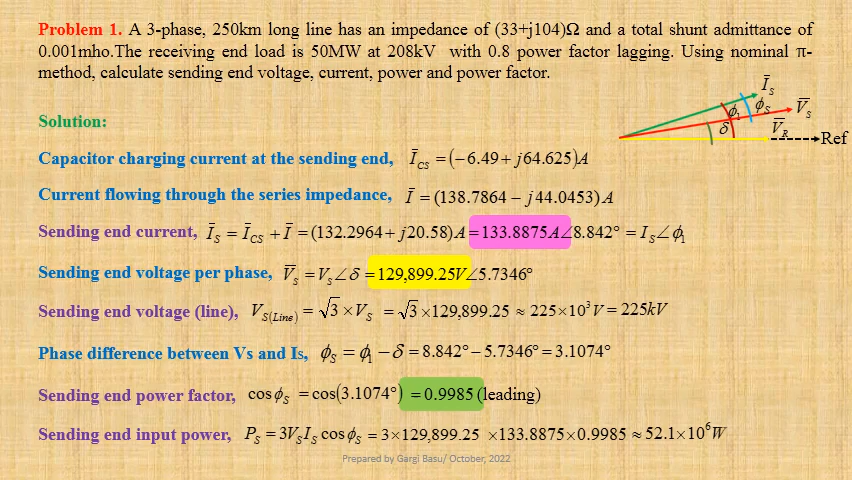 Problem 1. A 3-phase, 250km long line has an impedance of (33+j104)Ω and a total shunt admittance of
0.001mho.The receiving end load is 50MW at 208kV with 0.8 power factor lagging. Using nominal π-
method, calculate sending end voltage, current, power and power factor.
Ī_S
V̄_S
ϕ_1
ϕ_S
δ
V̄_R
Ref
Solution:
Capacitor charging current at the sending end, Ī_CS = (−6.49 + j64.625)A
Current flowing through the series impedance, Ī = (138.7864 − j44.0453)A
Sending end current, Ī_S = Ī_CS + Ī = (132.2964 + j20.58)A = 133.8875A∠8.842° = I_S∠ϕ_1
Sending end voltage per phase, V̄_S = V_S∠δ = 129,899.25V∠5.7346°
Sending end voltage (line), V_S(Line) = √3 × V_S = √3 × 129,899.25 ≈ 225×10³V = 225kV
Phase difference between Vs and Is, ϕ_S = ϕ_1 − δ = 8.842° − 5.7346° = 3.1074°
Sending end power factor, cosϕ_S = cos(3.1074°) = 0.9985 (leading)
Sending end input power, P_S = 3V_S I_S cosϕ_S = 3×129,899.25 ×133.8875×0.9985 ≈ 52.1×10⁶W
Prepared by Gargi Basu/ October, 2022